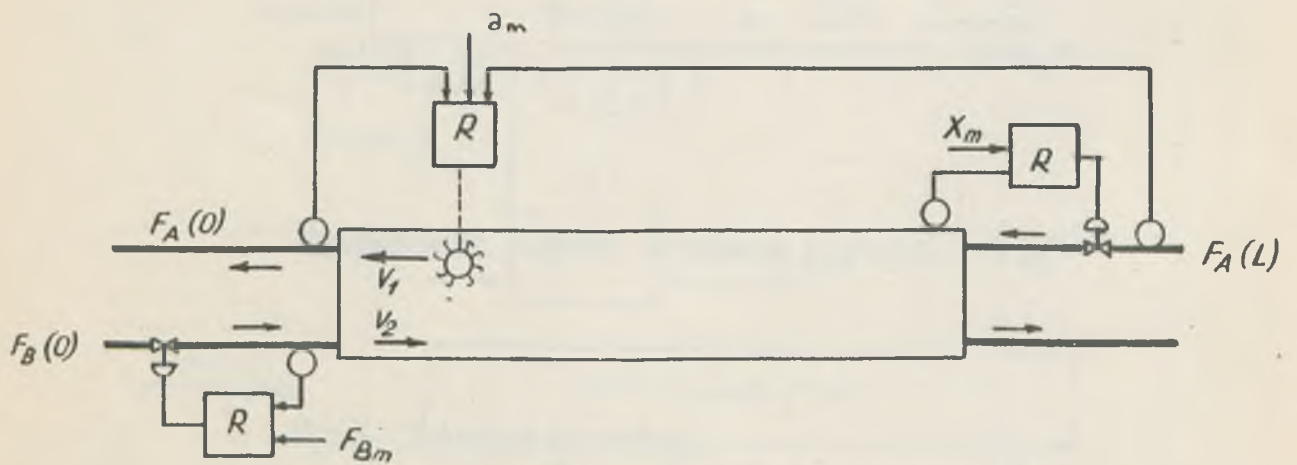 a_m
R
X_m
R
F_A(0)
V_1
F_A(L)
F_B(0)
V_2
R
F_Bm